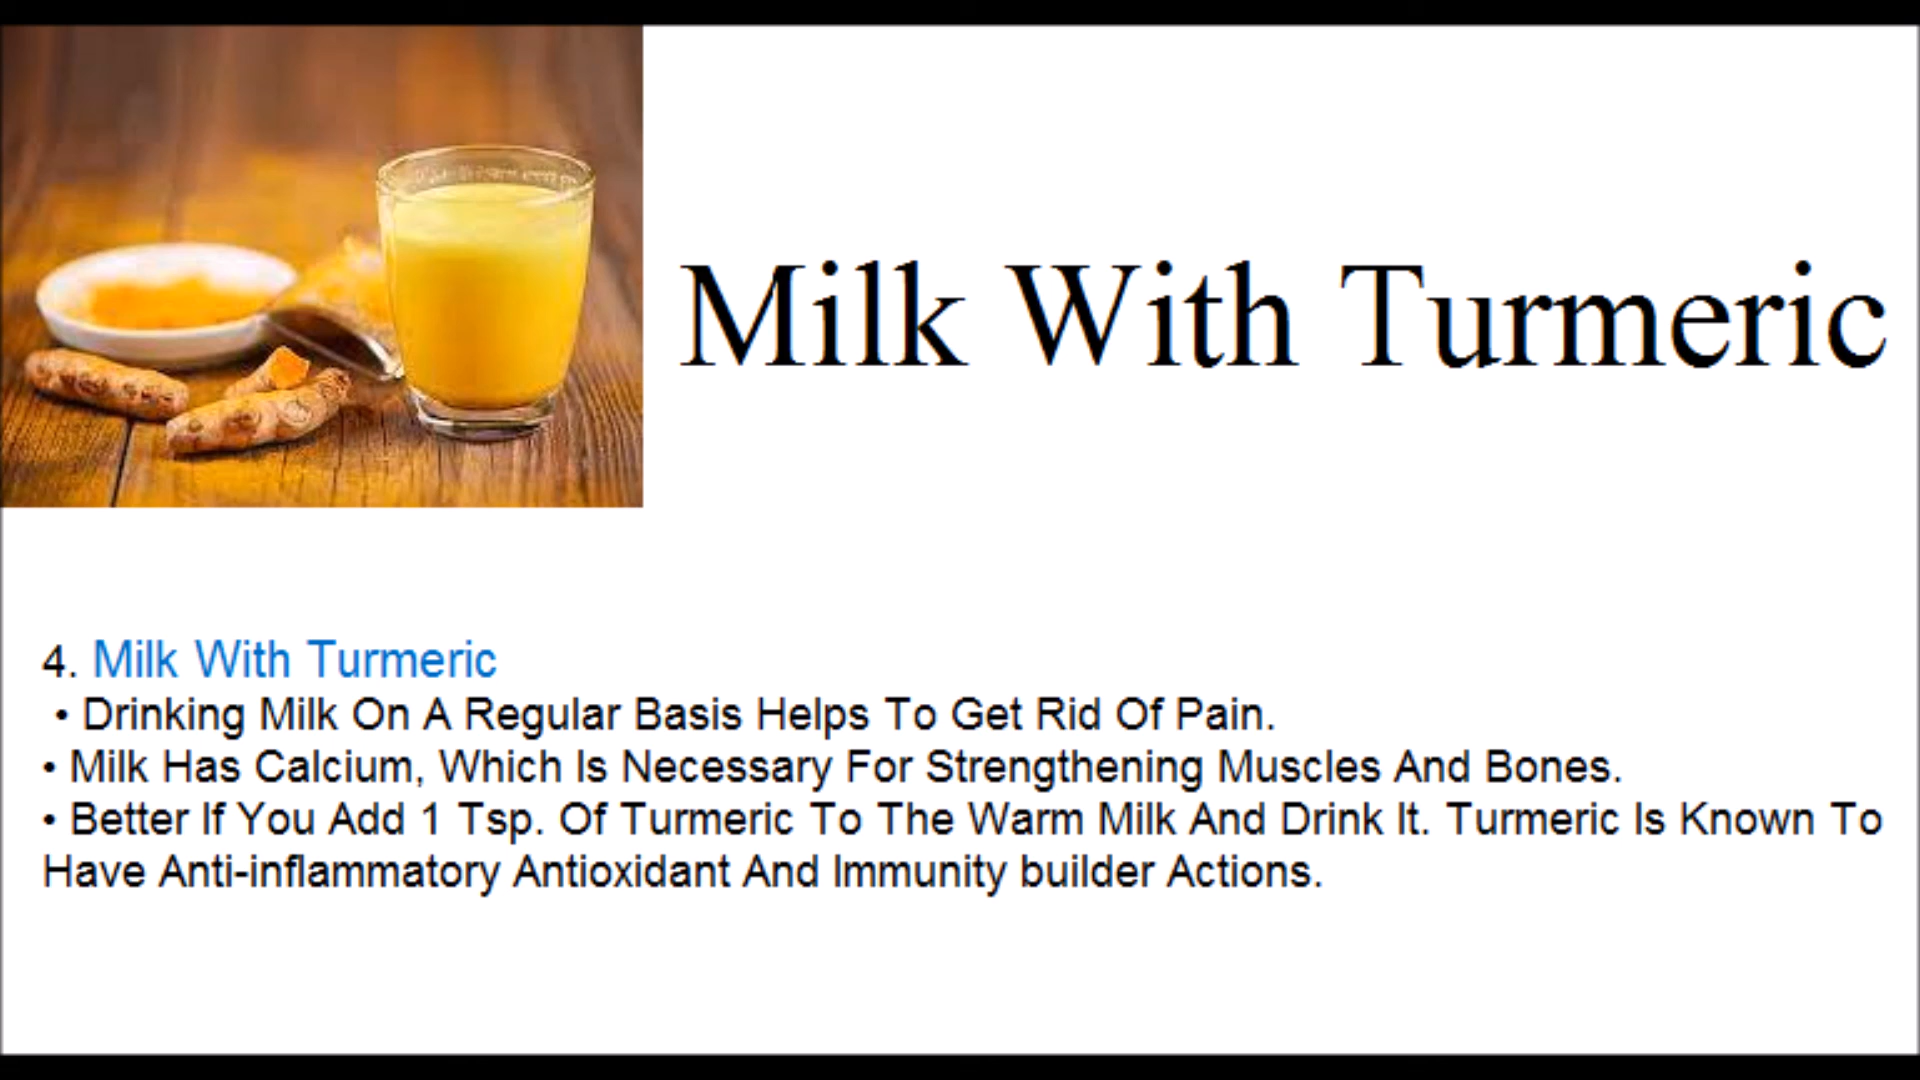 Milk With Turmeric
4. Milk With Turmeric
• Drinking Milk On A Regular Basis Helps To Get Rid Of Pain.
• Milk Has Calcium, Which Is Necessary For Strengthening Muscles And Bones.
• Better If You Add 1 Tsp. Of Turmeric To The Warm Milk And Drink It. Turmeric Is Known To
Have Anti-inflammatory Antioxidant And Immunity builder Actions.